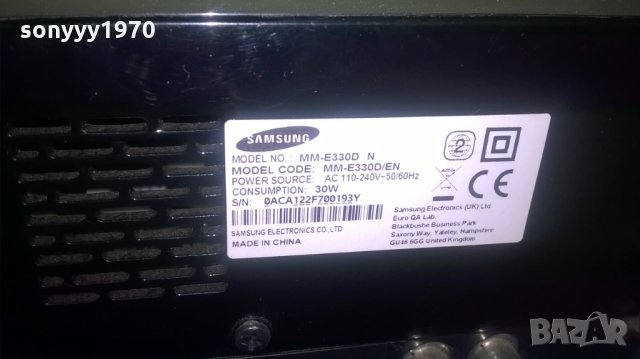 sonyyy1970
SAMSUNG
MODEL NO.: MM-E330D N
MODEL CODE: MM-E330D/EN
POWER SOURCE: AC 110-240V~50/60Hz
CONSUMPTION: 30W
S/N: 0ACA122F700193Y
SAMSUNG ELECTRONICS CO.,LTD
MADE IN CHINA
2
CE
Samsung Electronics (UK) Ltd
Euro QA Lab.
Blackbushe Business Park
Saxony Way, Yateley, Hampshire
GU46 6GG United Kingdom
BAZAR